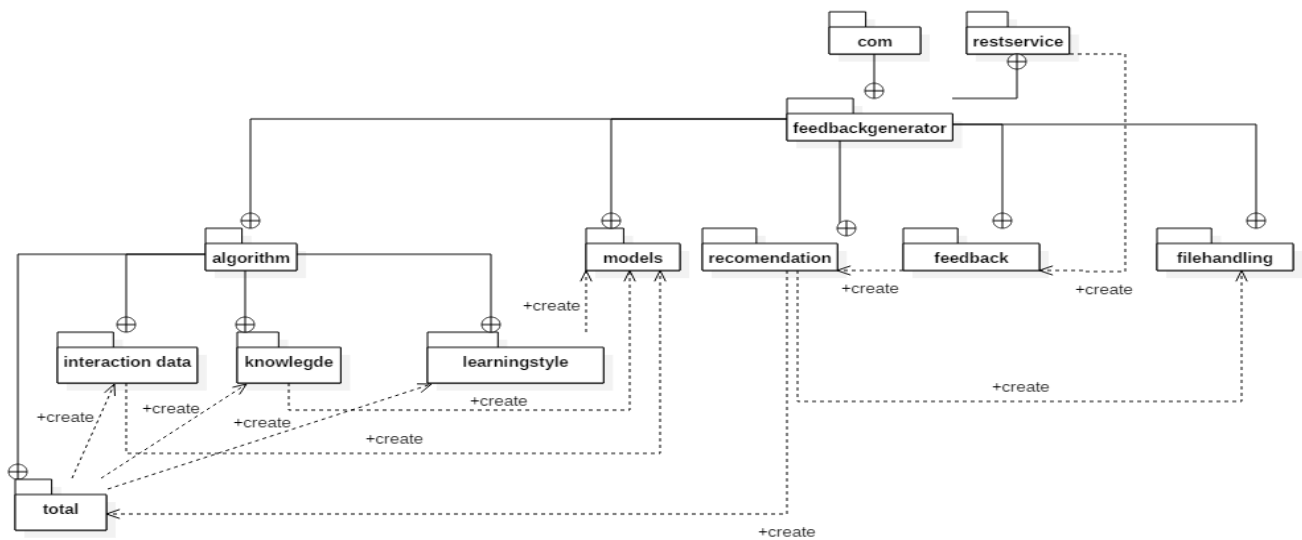 com
restservice
feedbackgenerator
algorithm
models
recomendation
feedback
filehandling
+create
+create
+create
interaction data
knowlegde
learningstyle
+create
+create
+create
+create
+create
+create
total
+create